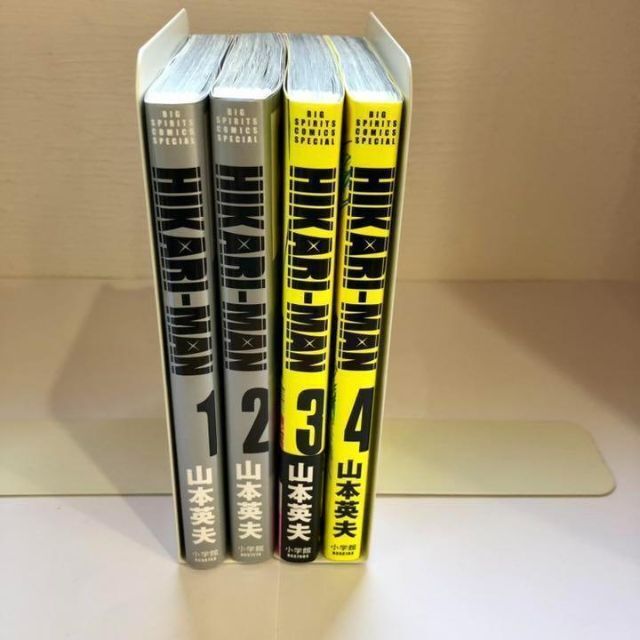 BIG
SPIRITS
COMICS
SPECIAL
HIKARI-MAN
1
山本英夫
小学館
BIG
SPIRITS
COMICS
SPECIAL
HIKARI-MAN
2
山本英夫
小学館
BIG
SPIRITS
COMICS
SPECIAL
HIKARI-MAN
3
山本英夫
小学館
BIG
SPIRITS
COMICS
SPECIAL
HIKARI-MAN
4
山本英夫
小学館